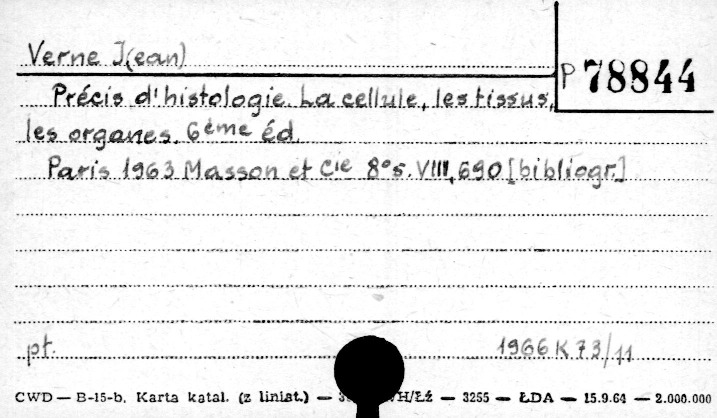 Verne J(ean)
P 78844
Précis d'histologie. La cellule, les tissus,
les organes. 6ème éd.
Paris 1963 Masson et Cie 8° s. VIII, 690 [bibliogr.]
pt. 1966 K 73/11
CWD — B-15-b. Karta katal. (z liniat.) — H/Łź — 3255 — ŁDA — 15.9.64 — 2.000.000